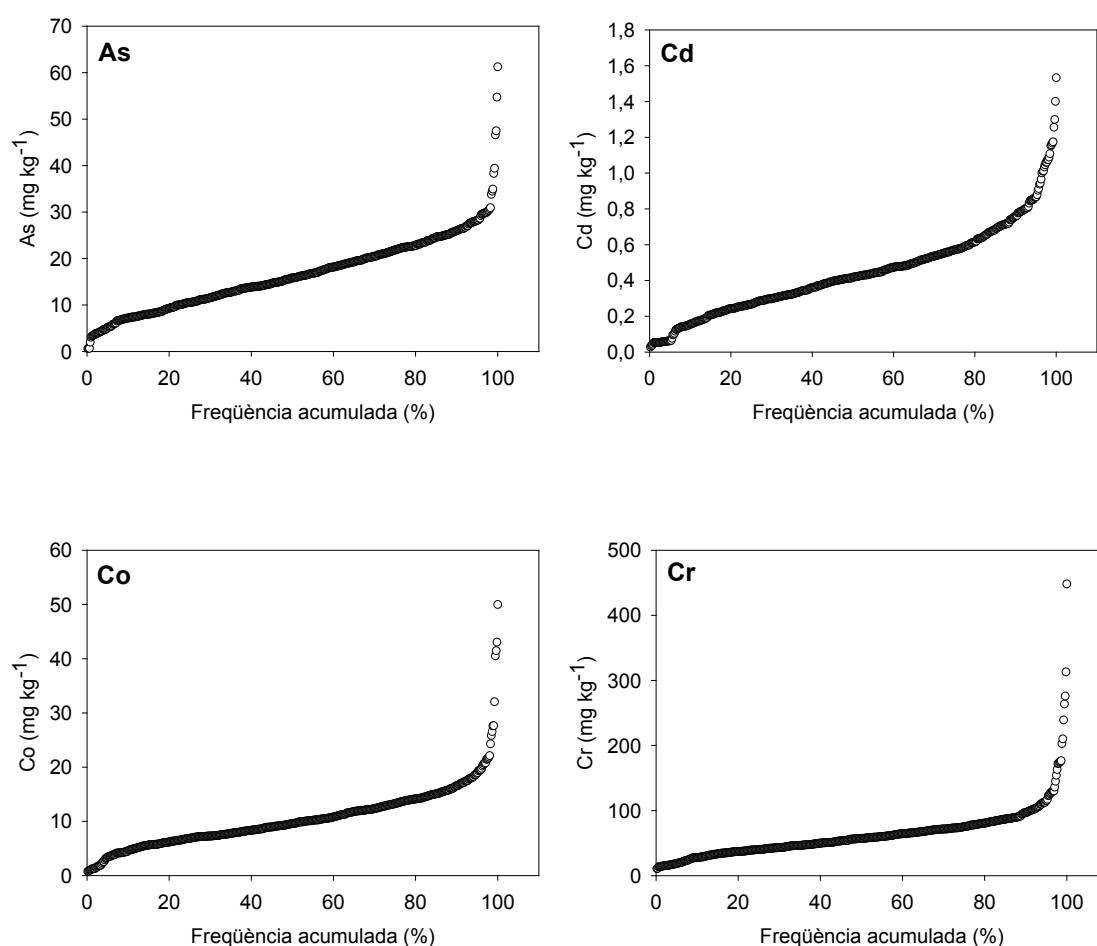 As
As (mg kg-1)
70
60
50
40
30
20
10
0
0 20 40 60 80 100
Freqüència acumulada (%)
Cd
Cd (mg kg-1)
1,8
1,6
1,4
1,2
1,0
0,8
0,6
0,4
0,2
0,0
0 20 40 60 80 100
Freqüència acumulada (%)
Co
Co (mg kg-1)
60
50
40
30
20
10
0
0 20 40 60 80 100
Freqüència acumulada (%)
Cr
Cr (mg kg-1)
500
400
300
200
100
0
0 20 40 60 80 100
Freqüència acumulada (%)